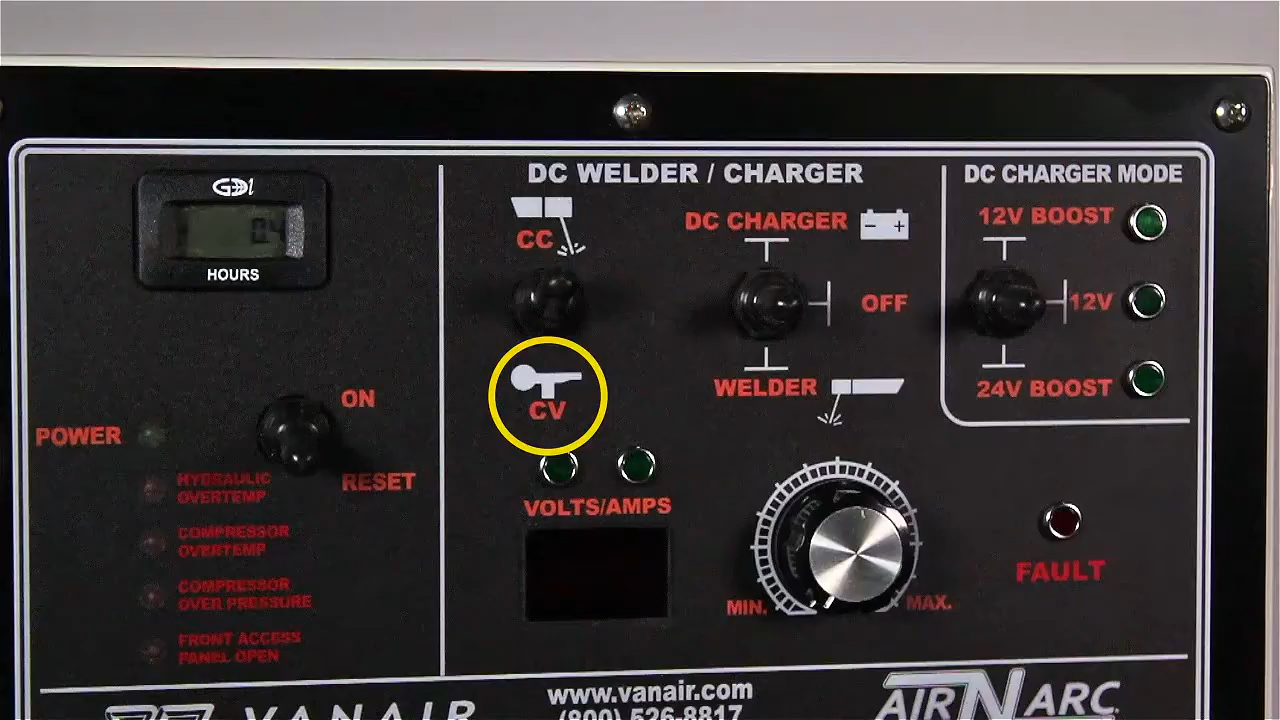 GDI
04
HOURS
ON
POWER
RESET
HYDRAULIC
OVERTEMP
COMPRESSOR
OVERTEMP
COMPRESSOR
OVER PRESSURE
FRONT ACCESS
PANEL OPEN
DC WELDER / CHARGER
CC
DC CHARGER
- +
OFF
CV
WELDER
VOLTS/AMPS
MIN.
MAX.
FAULT
DC CHARGER MODE
12V BOOST
12V
24V BOOST
VANAIR
www.vanair.com
(800) 526-8817
AIR N ARC